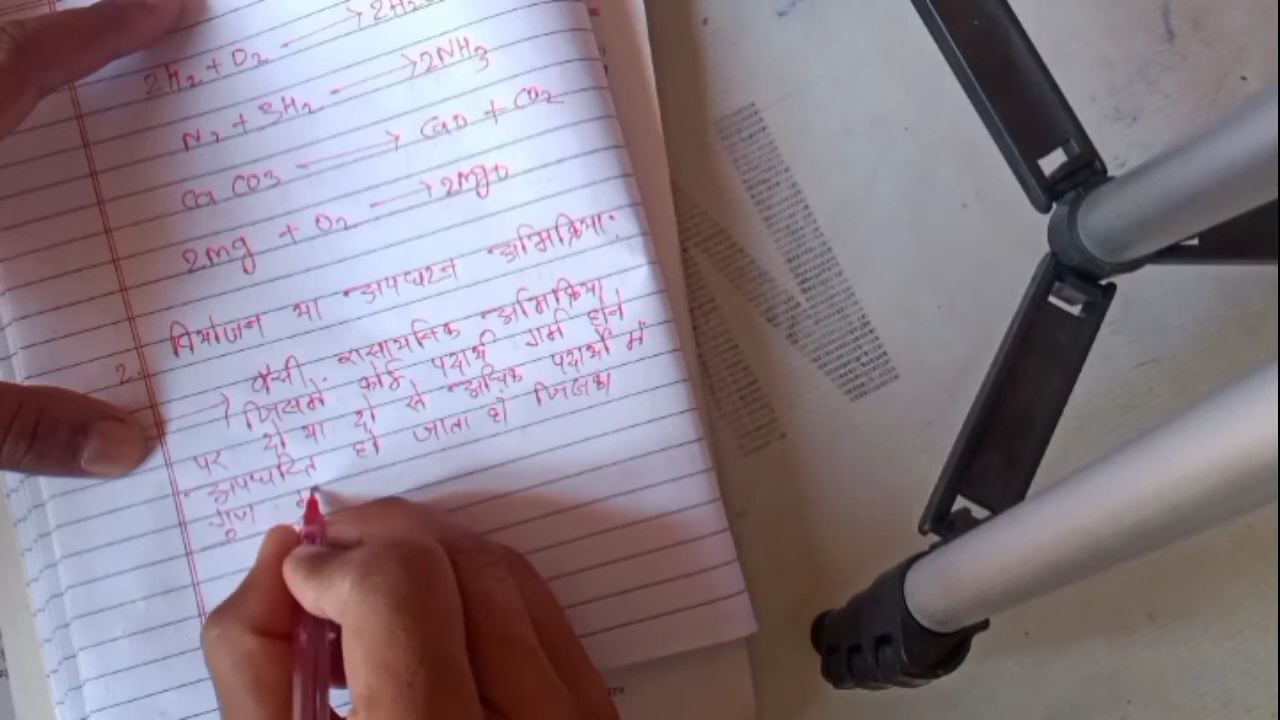 2H₂ + O₂ ⟶ 2H₂
N₂ + 3H₂ ⟶ 2NH₃
CaCO₃ ⟶ CaO + CO₂
2mg + O₂ ⟶ 2mgo
2. वियोजन या अपघटन अभिक्रिया:
→ वैसी रासायनिक अभिक्रिया
जिसमें कोई पदार्थ गर्म होने
पर दो या दो से अधिक पदार्थों में
अपघटित हो जाता हो जिसका
गुण